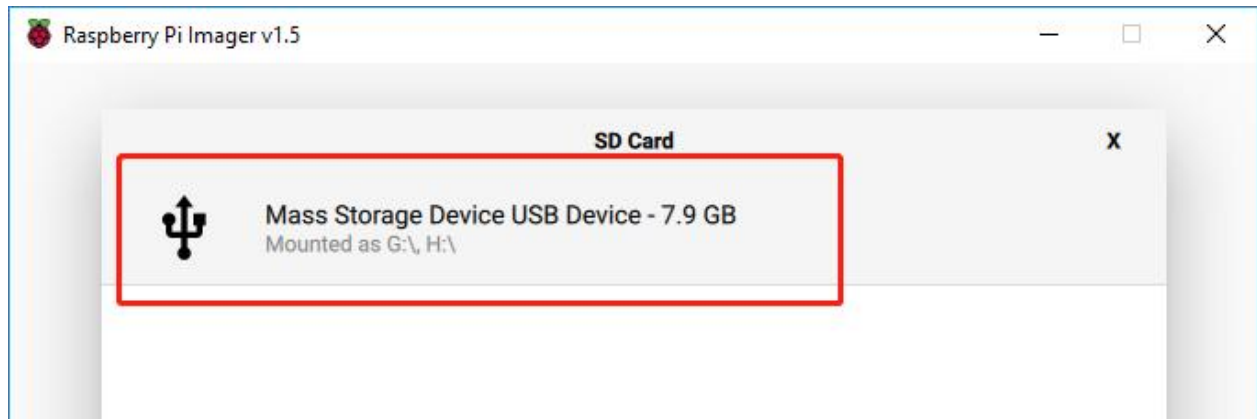 Raspberry Pi Imager v1.5
SD Card
X
Mass Storage Device USB Device - 7.9 GB
Mounted as G:\, H:\